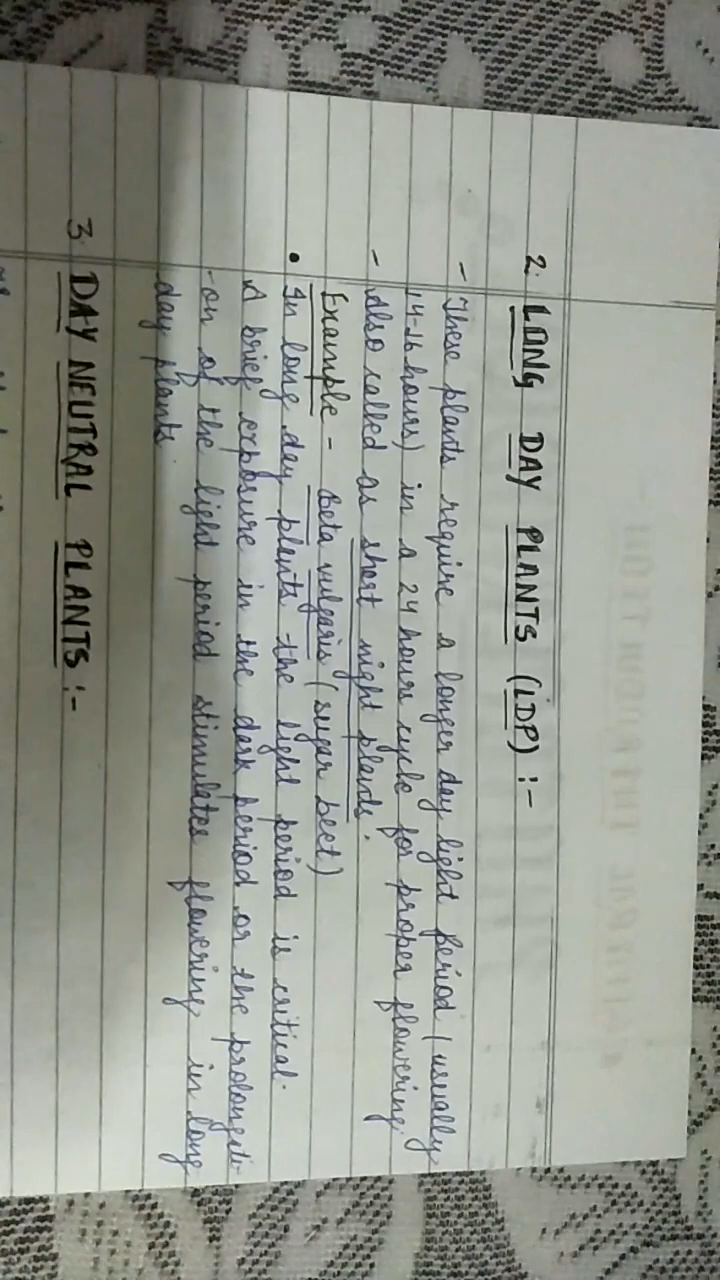 2. LONG DAY PLANTS (LDP) :-
- These plants require a longer day light period (usually
14-16 hours) in a 24 hours cycle for proper flowering.
- Also called as short night plants.
Example - Beta vulgaris (sugar beet)
• In long day plants the light period is critical.
A brief exposure in the dark period or the prolongati
-on of the light period stimulates flowering in long
day plants.
3. DAY NEUTRAL PLANTS :-